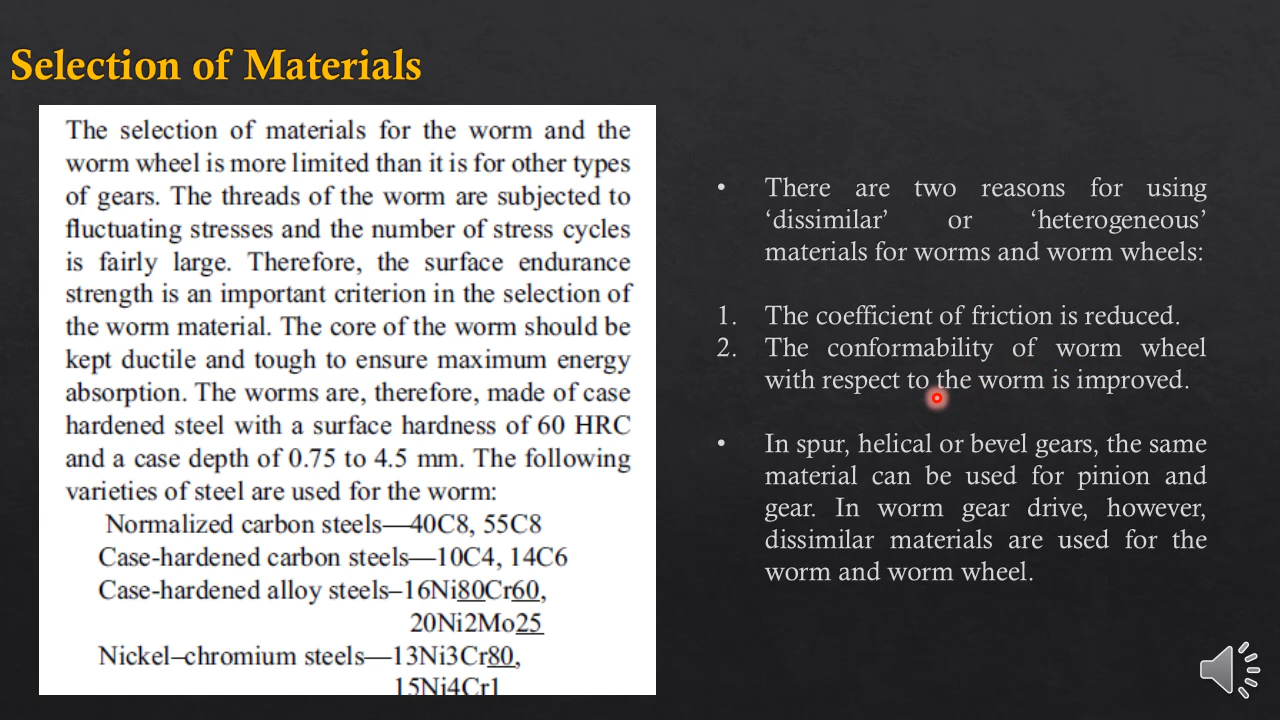 Selection of Materials
The selection of materials for the worm and the
worm wheel is more limited than it is for other types
of gears. The threads of the worm are subjected to
fluctuating stresses and the number of stress cycles
is fairly large. Therefore, the surface endurance
strength is an important criterion in the selection of
the worm material. The core of the worm should be
kept ductile and tough to ensure maximum energy
absorption. The worms are, therefore, made of case
hardened steel with a surface hardness of 60 HRC
and a case depth of 0.75 to 4.5 mm. The following
varieties of steel are used for the worm:
Normalized carbon steels—40C8, 55C8
Case-hardened carbon steels—10C4, 14C6
Case-hardened alloy steels–16Ni80Cr60,
20Ni2Mo25
Nickel–chromium steels—13Ni3Cr80,
15Ni4Cr1
• There are two reasons for using
‘dissimilar’ or ‘heterogeneous’
materials for worms and worm wheels:
1. The coefficient of friction is reduced.
2. The conformability of worm wheel
with respect to the worm is improved.
• In spur, helical or bevel gears, the same
material can be used for pinion and
gear. In worm gear drive, however,
dissimilar materials are used for the
worm and worm wheel.